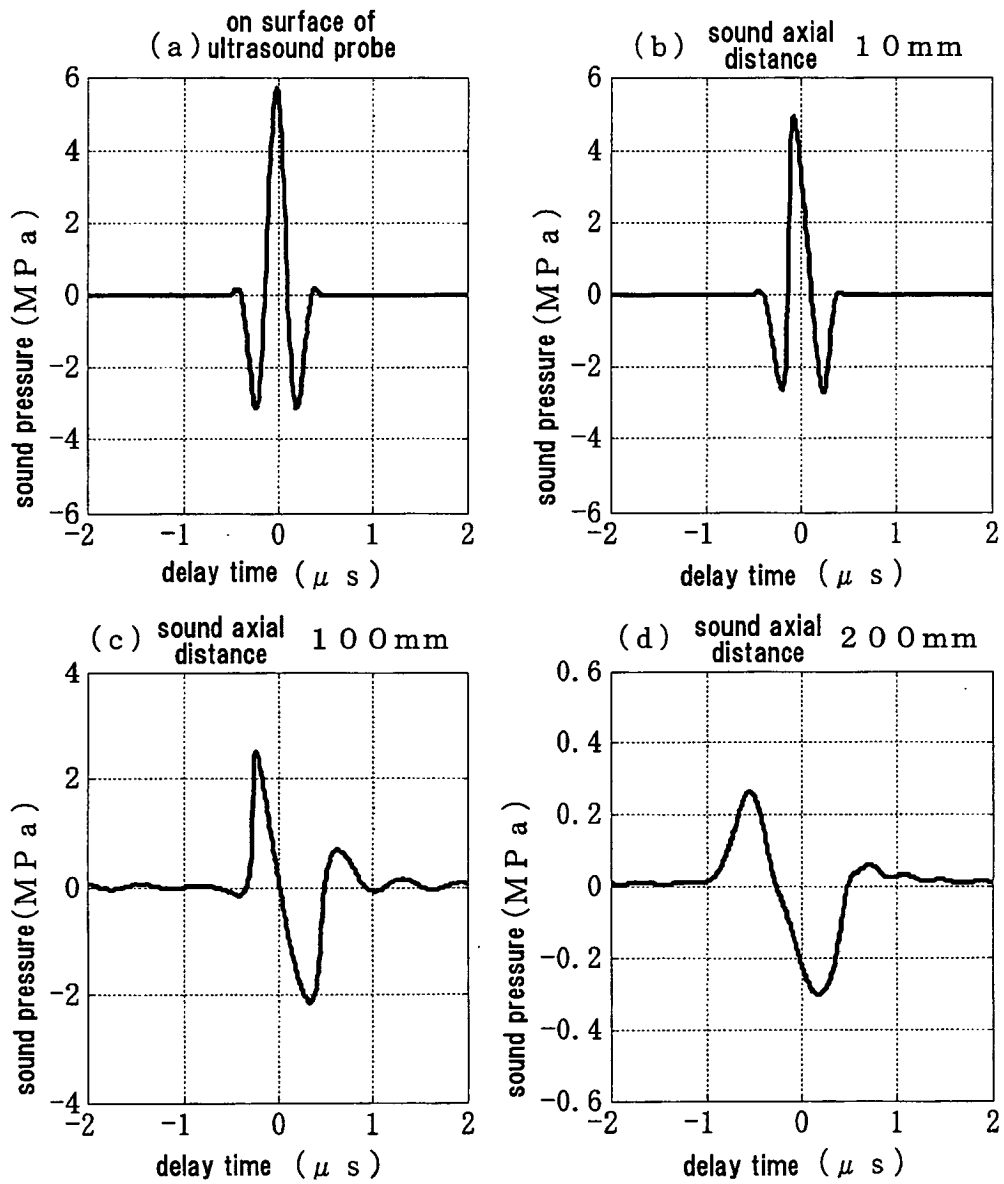 on surface of
(a) ultrasound probe
6
4
2
0
-2
-4
-6
sound pressure (MPa)
-2 -1 0 1 2
delay time (μs)
(b) sound axial distance 10mm
6
4
2
0
-2
-4
-6
sound pressure (MPa)
-2 -1 0 1 2
delay time (μs)
(c) sound axial distance 100mm
4
2
0
-2
-4
sound pressure (MPa)
-2 -1 0 1 2
delay time (μs)
(d) sound axial distance 200mm
0.6
0.4
0.2
0
-0.2
-0.4
-0.6
sound pressure (MPa)
-2 -1 0 1 2
delay time (μs)